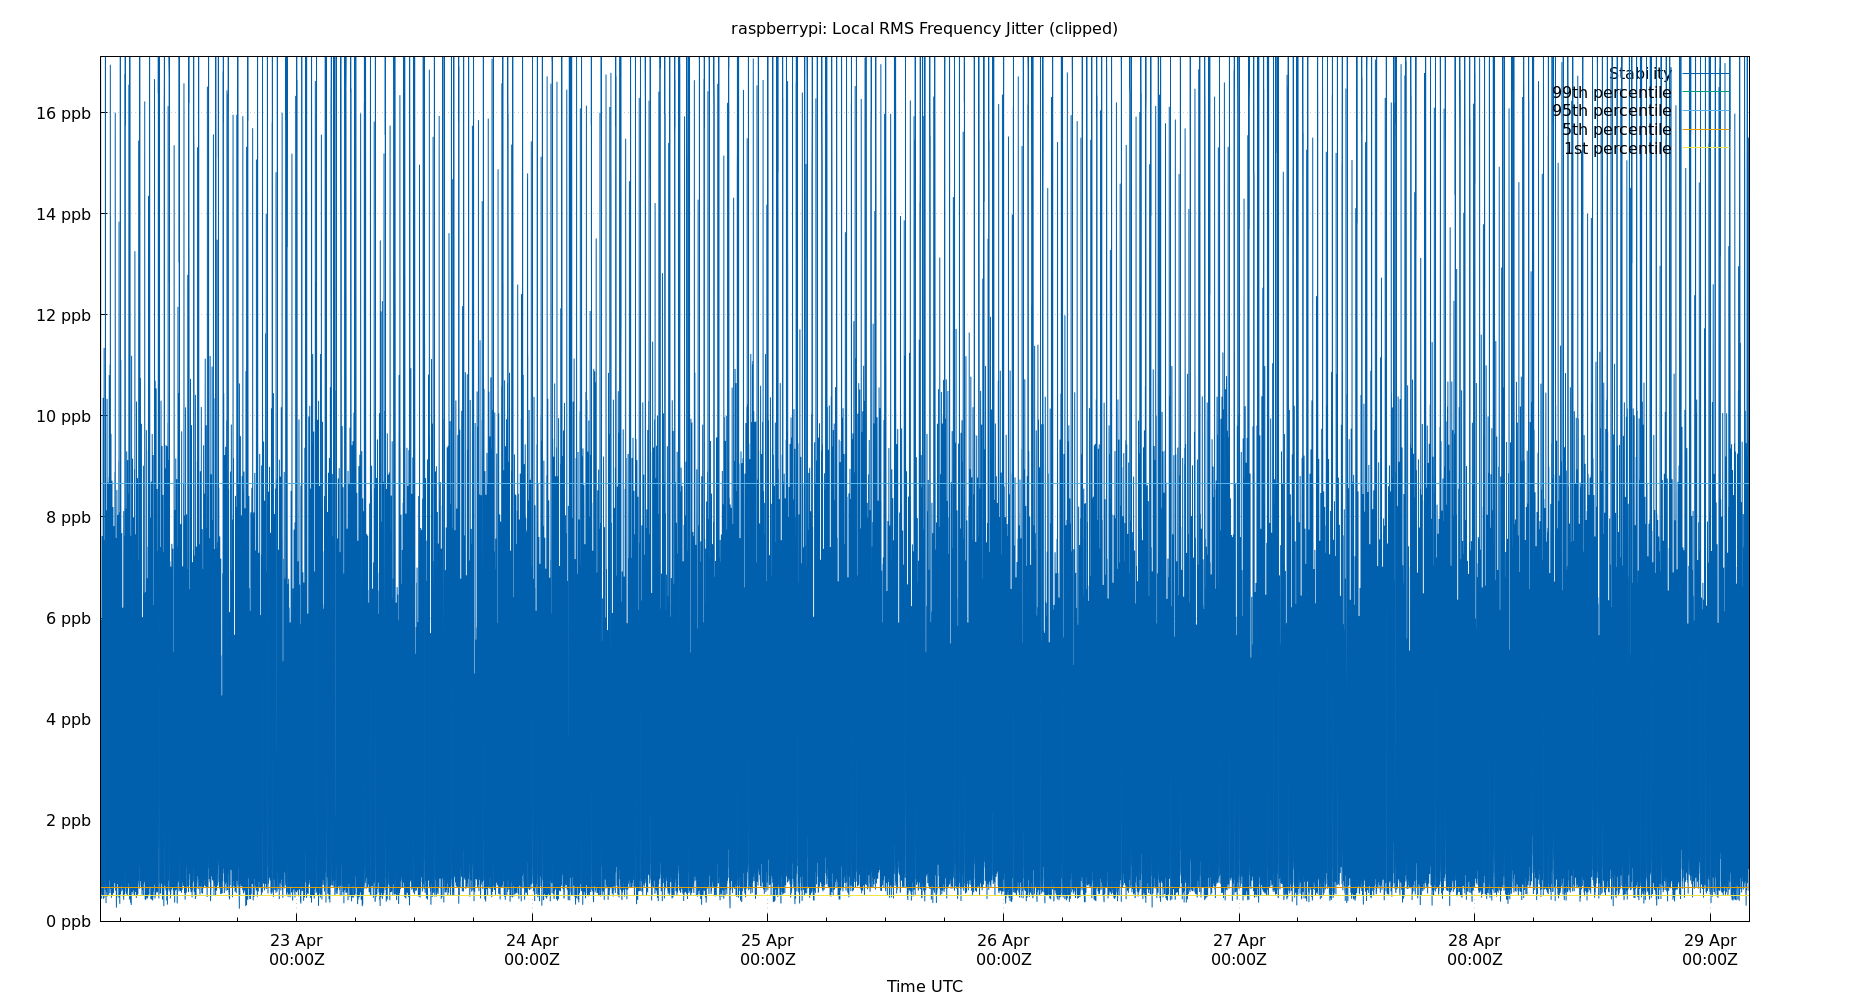 raspberrypi: Local RMS Frequency Jitter (clipped)
Stability
99th percentile
95th percentile
5th percentile
1st percentile
16 ppb
14 ppb
12 ppb
10 ppb
8 ppb
6 ppb
4 ppb
2 ppb
0 ppb
23 Apr 24 Apr 25 Apr 26 Apr 27 Apr 28 Apr 29 Apr
00:00Z 00:00Z 00:00Z 00:00Z 00:00Z 00:00Z 00:00Z
Time UTC